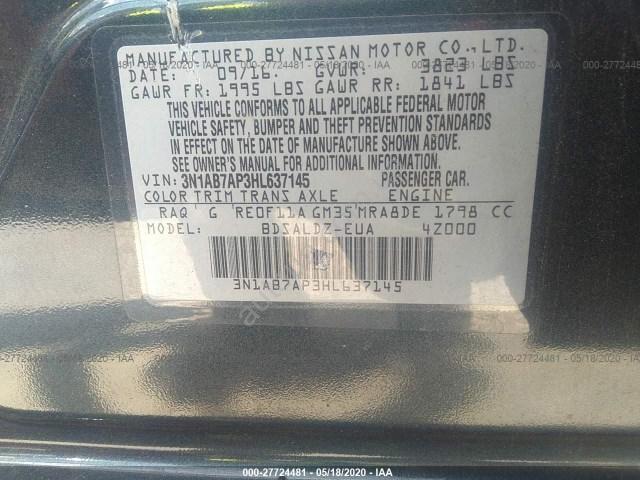 MANUFACTURED BY NISSAN MOTOR CO., LTD.
DATE: 09/16. GVWR: 3823 LBS
GAWR FR: 1995 LBS GAWR RR: 1841 LBS
THIS VEHICLE CONFORMS TO ALL APPLICABLE FEDERAL MOTOR
VEHICLE SAFETY, BUMPER AND THEFT PREVENTION STANDARDS
IN EFFECT ON THE DATE OF MANUFACTURE SHOWN ABOVE.
SEE OWNER'S MANUAL FOR ADDITIONAL INFORMATION.
VIN: 3N1AB7AP3HL637145 PASSENGER CAR.
COLOR TRIM TRANS AXLE ENGINE
RAQ G RE0F11A GM35 MRA8DE 1798 CC
MODEL: BDSALDZ-EUA 4Z000
3N1AB7AP3HL637145
000-27724481 - 05/18/2020 - IAA